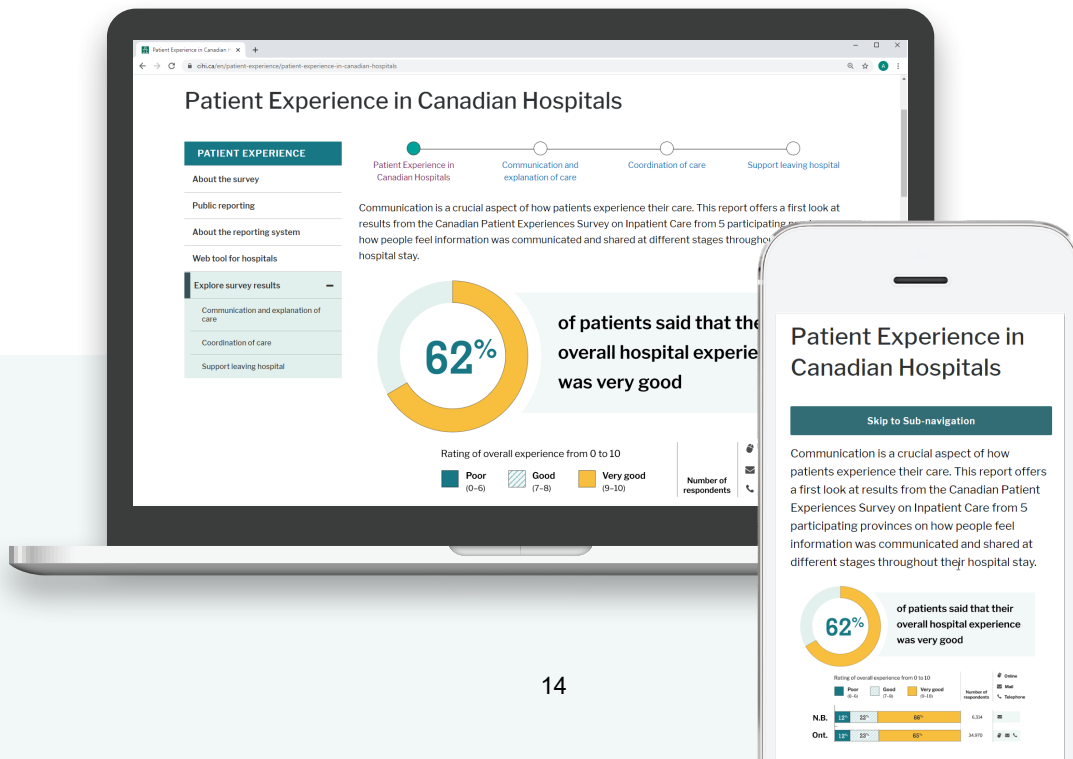 Patient Experience in Canadian H
cihi.ca/en/patient-experience/patient-experience-in-canadian-hospitals
A
Patient Experience in Canadian Hospitals
PATIENT EXPERIENCE
About the survey
Public reporting
About the reporting system
Web tool for hospitals
Explore survey results
Communication and explanation of
care
Coordination of care
Support leaving hospital
Patient Experience in
Canadian Hospitals
Communication and
explanation of care
Coordination of care
Support leaving hospital
Communication is a crucial aspect of how patients experience their care. This report offers a first look at
results from the Canadian Patient Experiences Survey on Inpatient Care from 5 participating
how people feel information was communicated and shared at different stages
hospital stay.
62%
of patients said that the
overall hospital experie
was very good
Rating of overall experience from 0 to 10
Poor
(0–6)
Good
(7–8)
Very good
(9–10)
Number of
respondents
Patient Experience in
Canadian Hospitals
Skip to Sub-navigation
Communication is a crucial aspect of how
patients experience their care. This report offers
a first look at results from the Canadian Patient
Experiences Survey on Inpatient Care from 5
participating provinces on how people feel
information was communicated and shared at
different stages throughout their hospital stay.
62%
of patients said that their
overall hospital experience
was very good
Rating of overall experience from 0 to 10
Poor
(0–6)
Good
(7–8)
Very good
(9–10)
Number of
respondents
Online
Mail
Telephone
N.B. 12% 22% 66% 6,314
Ont. 12% 23% 65% 34,970
14